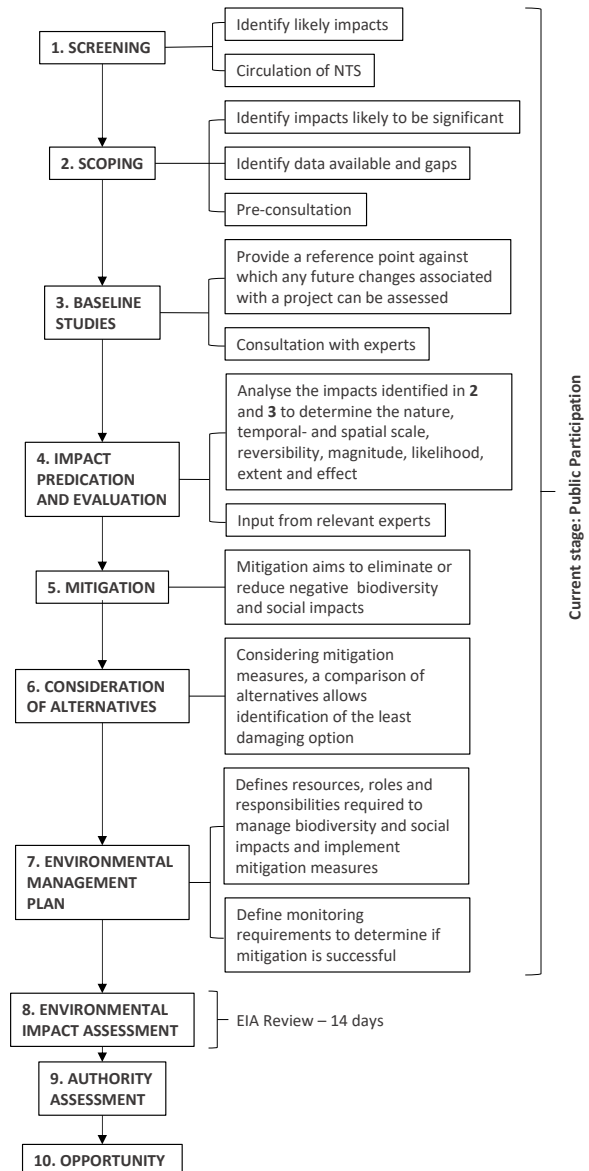 Identify likely impacts
1. SCREENING
Circulation of NTS
Identify impacts likely to be significant
2. SCOPING
Identify data available and gaps
Pre-consultation
Provide a reference point against
which any future changes associated
with a project can be assessed
3. BASELINE
STUDIES
Consultation with experts
Analyse the impacts identified in 2
and 3 to determine the nature,
temporal- and spatial scale,
reversibility, magnitude, likelihood,
extent and effect
4. IMPACT
PREDICATION
AND EVALUATION
Input from relevant experts
Mitigation aims to eliminate or
reduce negative biodiversity
and social impacts
5. MITIGATION
Considering mitigation
measures, a comparison of
alternatives allows
identification of the least
damaging option
6. CONSIDERATION
OF ALTERNATIVES
Defines resources, roles and
responsibilities required to
manage biodiversity and social
impacts and implement
mitigation measures
7. ENVIRONMENTAL
MANAGEMENT
PLAN
Define monitoring
requirements to determine if
mitigation is successful
Current stage: Public Participation
8. ENVIRONMENTAL
IMPACT ASSESSMENT
EIA Review – 14 days
9. AUTHORITY
ASSESSMENT
10. OPPORTUNITY